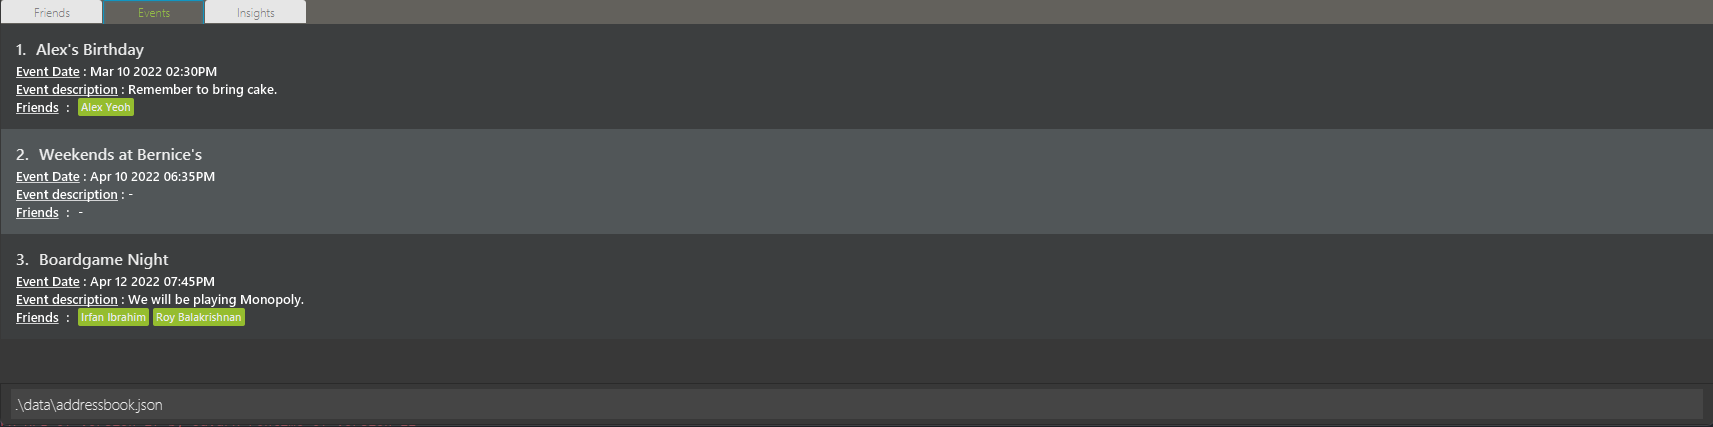 Friends Events Insights
1. Alex's Birthday
Event Date : Mar 10 2022 02:30PM
Event description : Remember to bring cake.
Friends : Alex Yeoh
2. Weekends at Bernice's
Event Date : Apr 10 2022 06:35PM
Event description : -
Friends : -
3. Boardgame Night
Event Date : Apr 12 2022 07:45PM
Event description : We will be playing Monopoly.
Friends : Irfan Ibrahim Roy Balakrishnan
.\data\addressbook.json